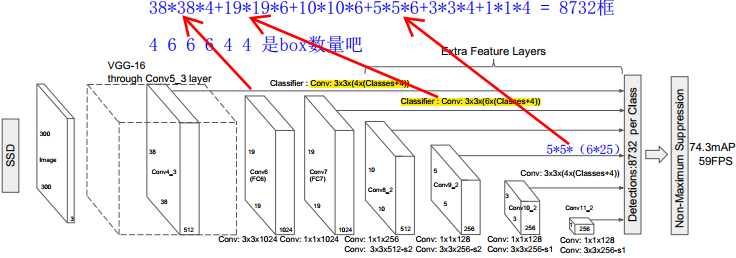 38*38*4+19*19*6+10*10*6+5*5*6+3*3*4+1*1*4 = 8732框
4 6 6 6 4 4 是box数量吧
Extra Feature Layers
VGG-16
through Conv5_3 layer
Classifier : Conv: 3x3x(4x(Classes+4))
Classifier : Conv: 3x3x(6x(Classes+4))
5*5*（6*25）
Conv: 3x3x(4x(Classes+4))
SSD
300
Image
300
3
38
Conv4_3
38
512
19
Conv6
(FC6)
19
1024
19
Conv7
(FC7)
19
1024
10
Conv8_2
10
512
5
Conv9_2
5
256
3
Conv10_2
3
256
Conv11_2
1
256
Detections:8732 per Class
Non-Maximum Suppression
74.3mAP
59FPS
Conv: 3x3x1024
Conv: 1x1x1024
Conv: 1x1x256
Conv: 3x3x512-s2
Conv: 1x1x128
Conv: 3x3x256-s2
Conv: 1x1x128
Conv: 3x3x256-s1
Conv: 1x1x128
Conv: 3x3x256-s1